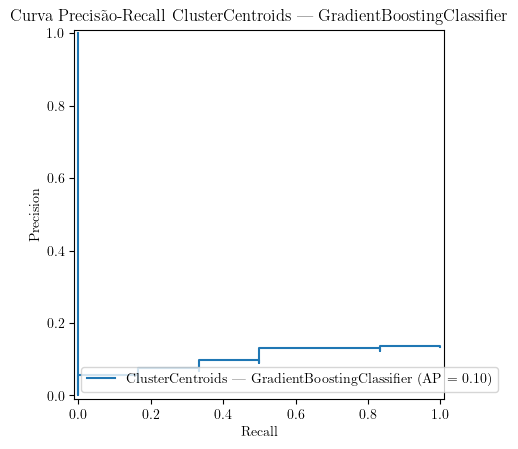 Curva Precisão-Recall ClusterCentroids — GradientBoostingClassifier
1.0
0.8
0.6
0.4
0.2
0.0
Precision
ClusterCentroids — GradientBoostingClassifier (AP = 0.10)
0.0 0.2 0.4 0.6 0.8 1.0
Recall